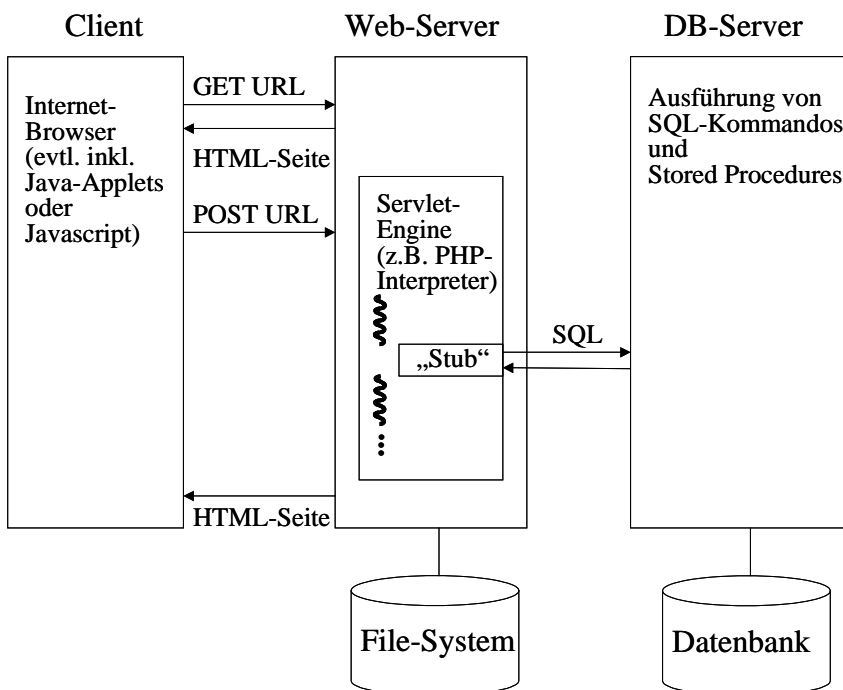 Client
Web-Server
DB-Server
Internet-
Browser
(evtl. inkl.
Java-Applets
oder
Javascript)
GET URL
HTML-Seite
POST URL
Servlet-
Engine
(z.B. PHP-
Interpreter)
„Stub“
...
SQL
HTML-Seite
Ausführung von
SQL-Kommandos
und
Stored Procedures
File-System
Datenbank